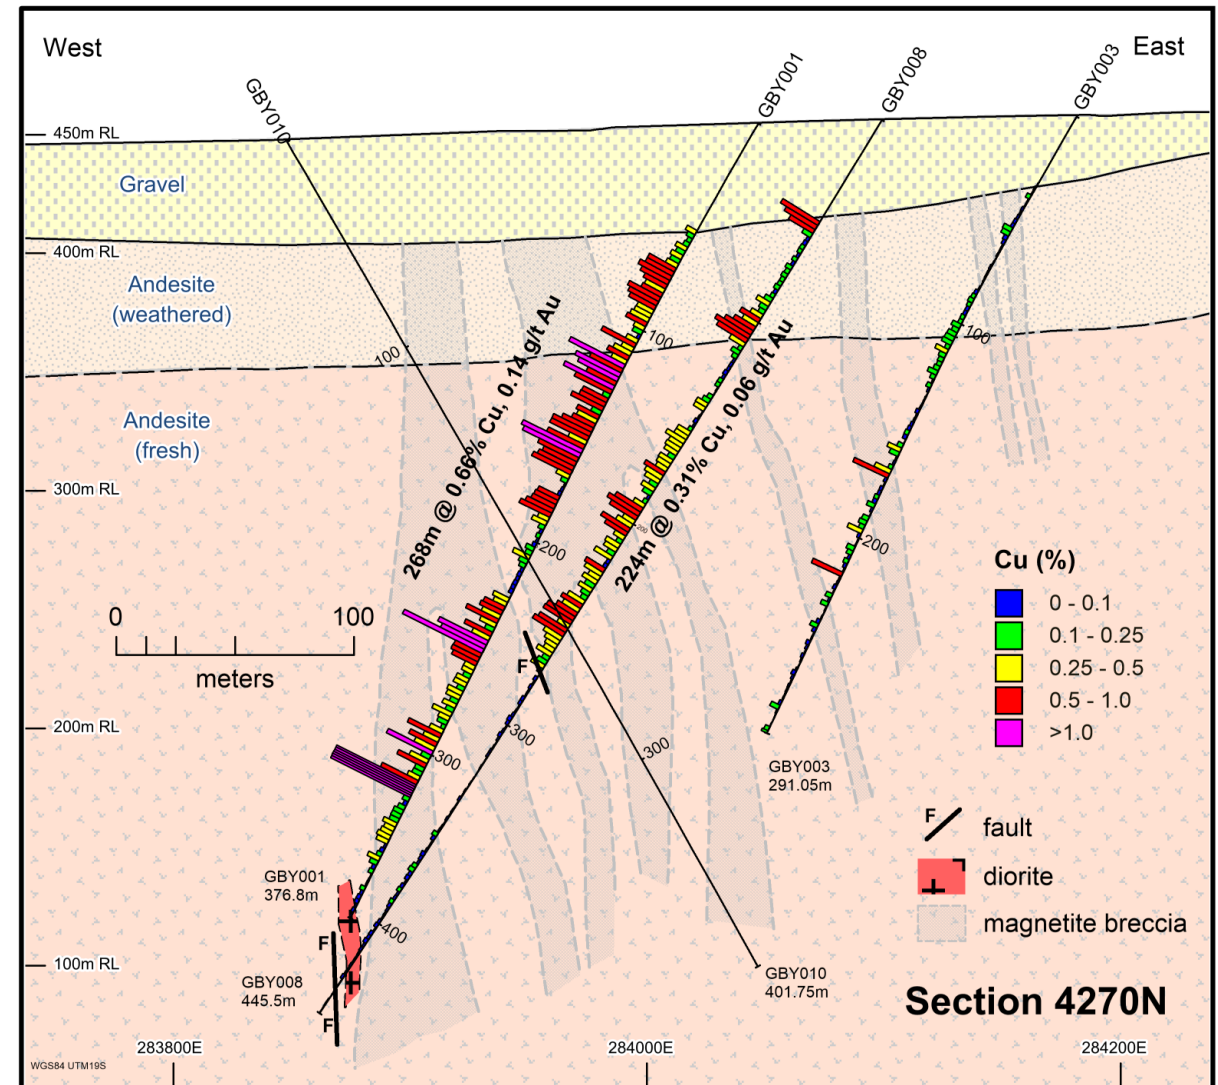 West
East
GBY010
GBY001
GBY008
GBY003
450m RL
Gravel
400m RL
Andesite
(weathered)
100
100
100
Andesite
(fresh)
268m @ 0.66% Cu, 0.14 g/t Au
224m @ 0.31% Cu, 0.06 g/t Au
300m RL
200
200
200
0 100
meters
F
Cu (%)
0 - 0.1
0.1 - 0.25
0.25 - 0.5
0.5 - 1.0
>1.0
200m RL
300
300
300
GBY003
291.05m
F fault
diorite
magnetite breccia
GBY001
376.8m
400
F
100m RL
GBY008
445.5m
F
GBY010
401.75m
Section 4270N
283800E
284000E
284200E
WGS84 UTM19S